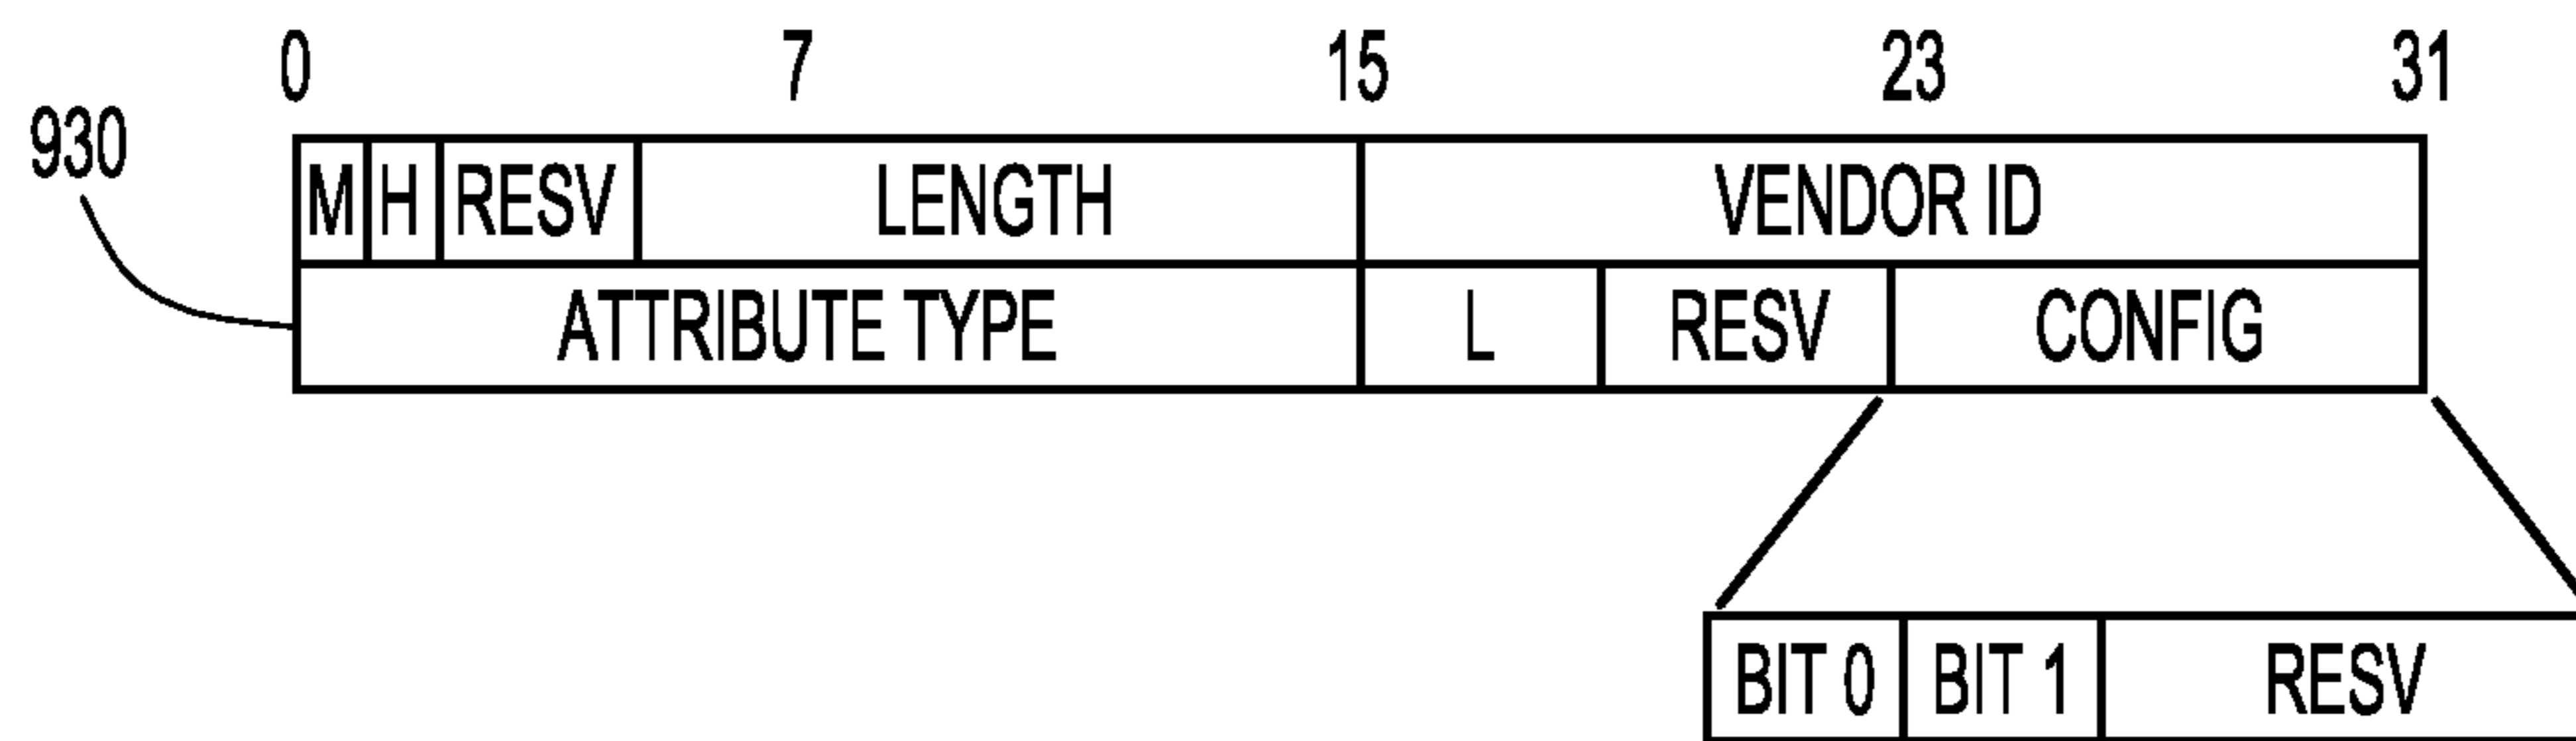 0 7 15 23 31
930
M H RESV LENGTH VENDOR ID
ATTRIBUTE TYPE L RESV CONFIG
BIT 0 BIT 1 RESV